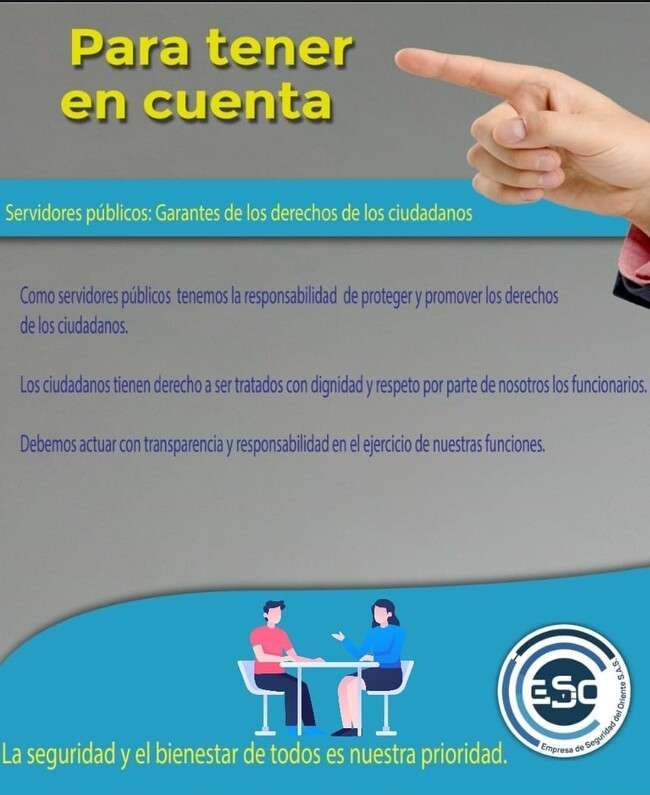 Para tener
en cuenta
Servidores públicos: Garantes de los derechos de los ciudadanos
Como servidores públicos tenemos la responsabilidad de proteger y promover los derechos
de los ciudadanos.
Los ciudadanos tienen derecho a ser tratados con dignidad y respeto por parte de nosotros los funcionarios.
Debemos actuar con transparencia y responsabilidad en el ejercicio de nuestras funciones.
ESO
Empresa de Seguridad del Oriente S.A.S.
La seguridad y el bienestar de todos es nuestra prioridad.